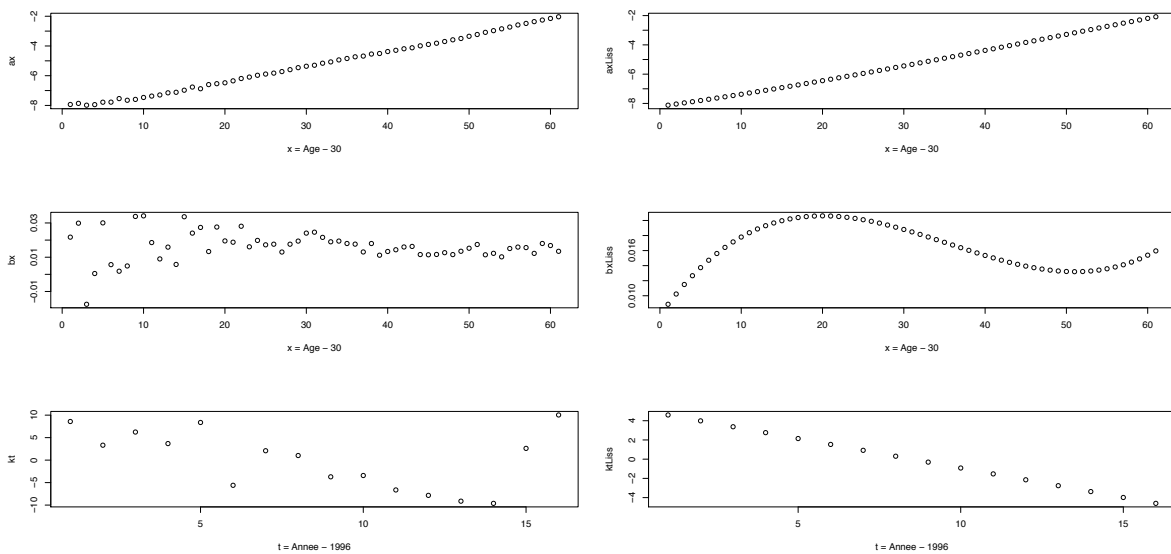 ax
-8 -6 -4 -2
0 10 20 30 40 50 60
x = Age − 30
axLiss
-8 -6 -4 -2
0 10 20 30 40 50 60
x = Age − 30
bx
-0.01 0.01 0.03
0 10 20 30 40 50 60
x = Age − 30
bxLiss
0.010 0.016
0 10 20 30 40 50 60
x = Age − 30
kt
-10 -5 0 5 10
5 10 15
t = Annee − 1996
ktLiss
-4 -2 0 2 4
5 10 15
t = Annee − 1996